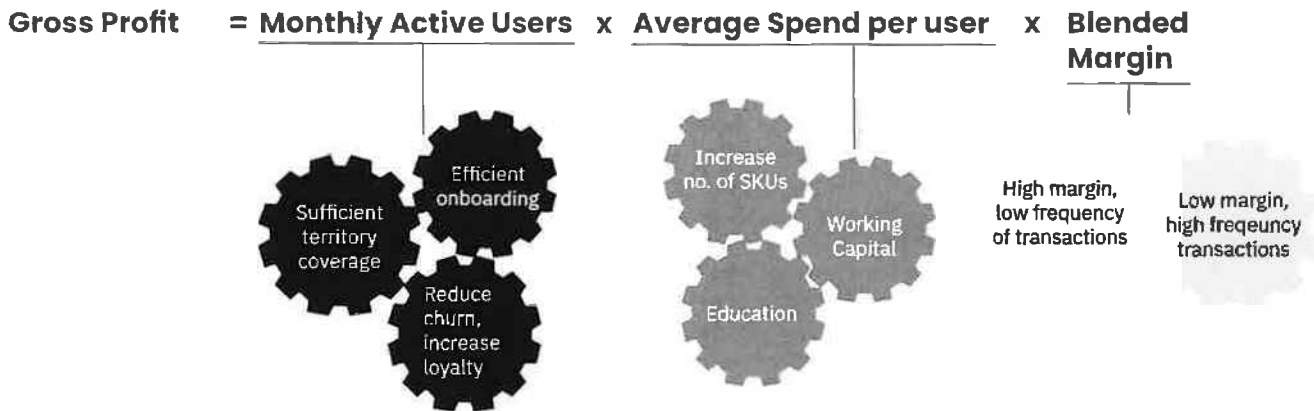 Gross Profit = Monthly Active Users x Average Spend per user x Blended
Margin
Efficient
onboarding
Sufficient
territory
coverage
Reduce
churn,
increase
loyalty
Increase
no. of SKUs
Working
Capital
Education
High margin,
low frequency
of transactions
Low margin,
high freqeuncy
transactions